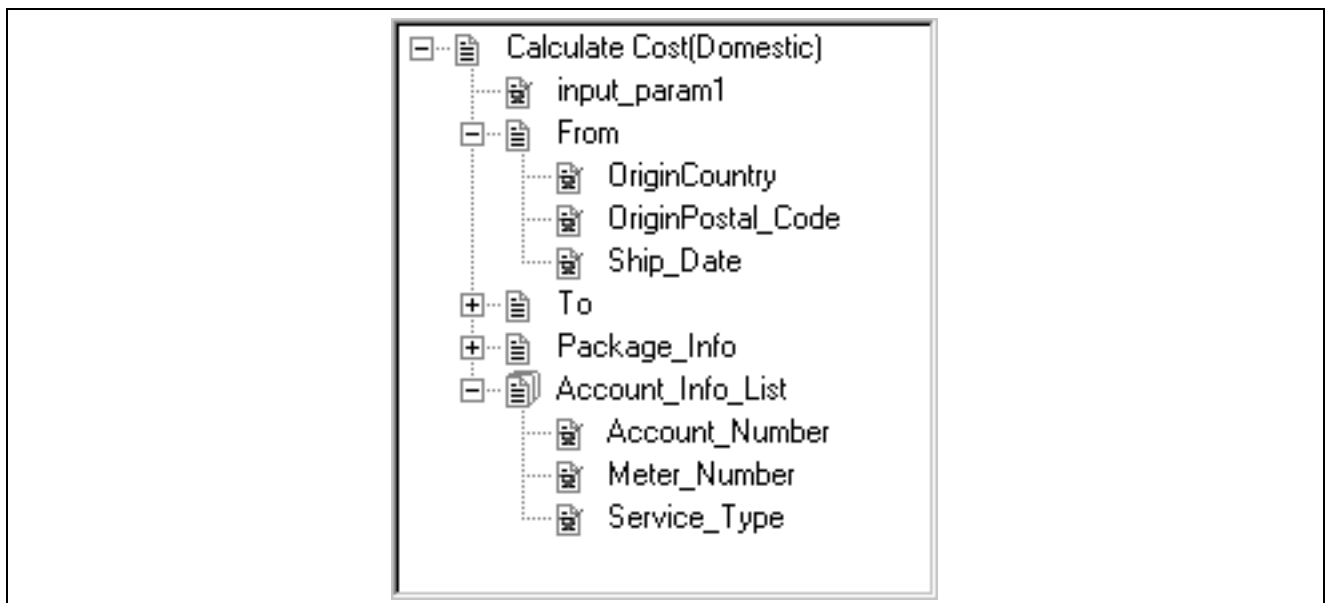 Calculate Cost(Domestic)
input_param1
From
OriginCountry
OriginPostal_Code
Ship_Date
To
Package_Info
Account_Info_List
Account_Number
Meter_Number
Service_Type